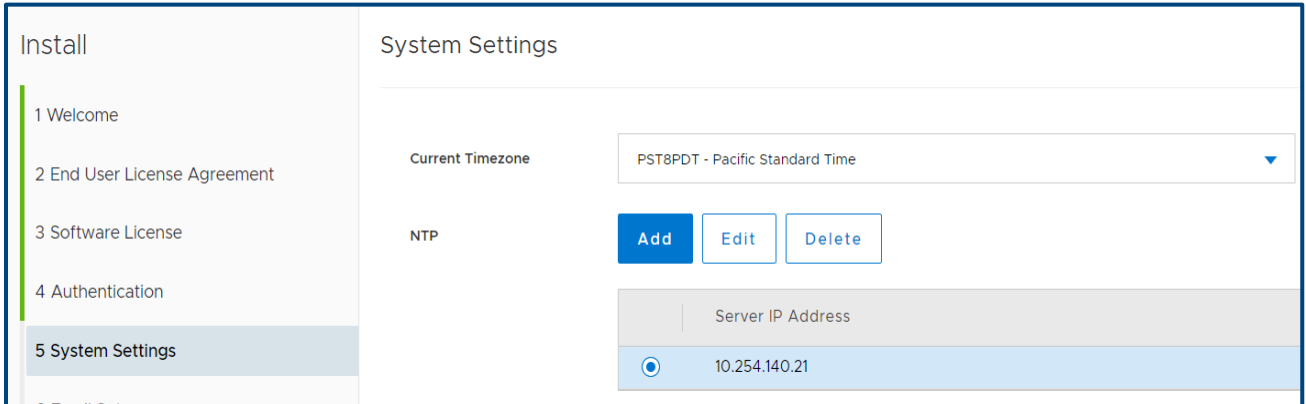 Install
1 Welcome
2 End User License Agreement
3 Software License
4 Authentication
5 System Settings
System Settings
Current Timezone
PST8PDT - Pacific Standard Time
NTP
Add
Edit
Delete
Server IP Address
10.254.140.21